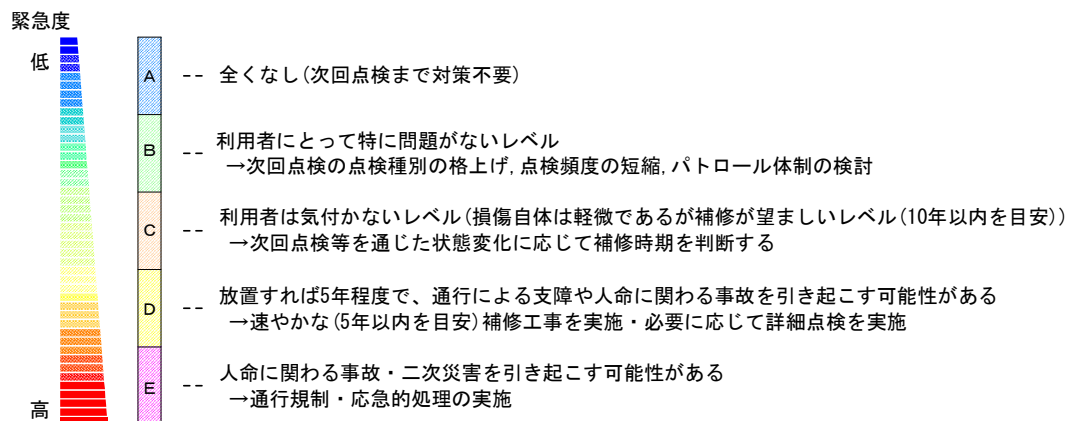 緊急度
低
A -- 全くなし(次回点検まで対策不要)
B -- 利用者にとって特に問題がないレベル
→次回点検の点検種別の格上げ,点検頻度の短縮,パトロール体制の検討
C -- 利用者は気付かないレベル(損傷自体は軽微であるが補修が望ましいレベル(10年以内を目安))
→次回点検等を通じた状態変化に応じて補修時期を判断する
D -- 放置すれば5年程度で、通行による支障や人命に関わる事故を引き起こす可能性がある
→速やかな(5年以内を目安)補修工事を実施・必要に応じて詳細点検を実施
E -- 人命に関わる事故・二次災害を引き起こす可能性がある
→通行規制・応急的処理の実施
高